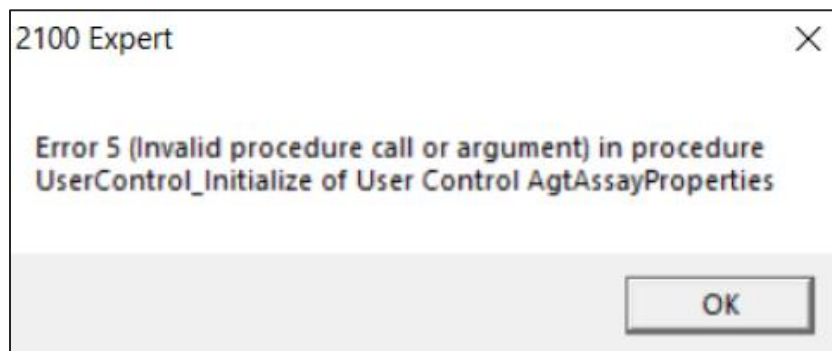 2100 Expert
Error 5 (Invalid procedure call or argument) in procedure
UserControl_Initialize of User Control AgtAssayProperties
OK